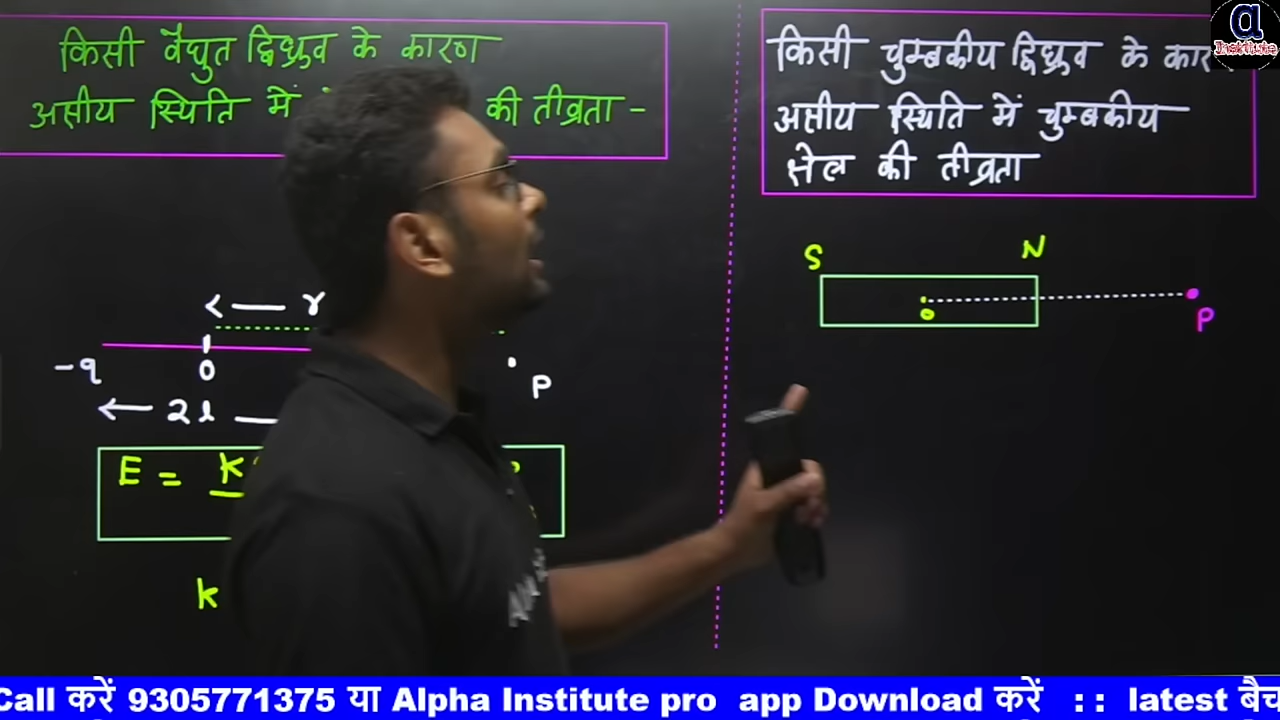 किसी वैद्युत द्विध्रुव के कारण
अक्षीय स्थिति में की तीव्रता -
< — r
-q 0 P
← 2l —
E = k
k
किसी चुम्बकीय द्विध्रुव के
अक्षीय स्थिति में चुम्बकीय
क्षेत्र की तीव्रता
S N
o P
a
Institute
Call करें 9305771375 या Alpha Institute pro app Download करें :: latest